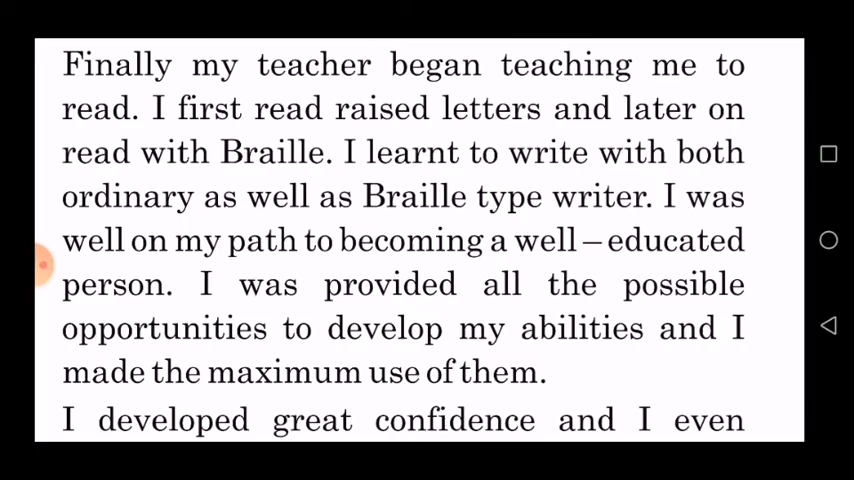 Finally my teacher began teaching me to
read. I first read raised letters and later on
read with Braille. I learnt to write with both
ordinary as well as Braille type writer. I was
well on my path to becoming a well – educated
person. I was provided all the possible
opportunities to develop my abilities and I
made the maximum use of them.
I developed great confidence and I even